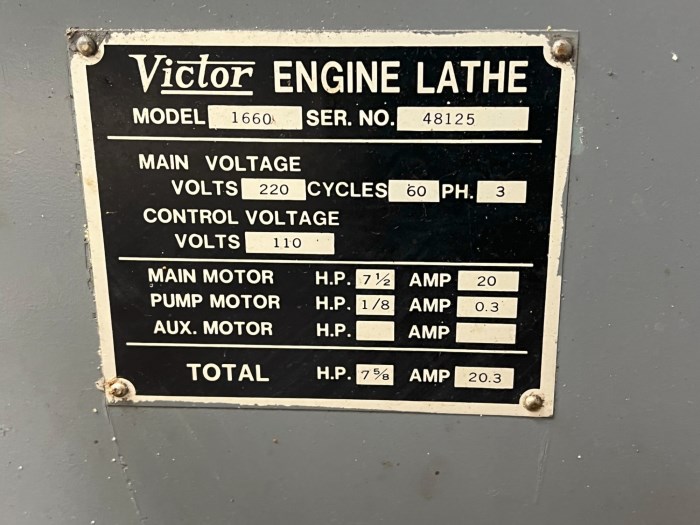 Victor ENGINE LATHE
MODEL 1660 SER. NO. 48125
MAIN VOLTAGE
VOLTS 220 CYCLES 60 PH. 3
CONTROL VOLTAGE
VOLTS 110
MAIN MOTOR H.P. 7½ AMP 20
PUMP MOTOR H.P. 1/8 AMP 0.3
AUX. MOTOR H.P. AMP
TOTAL H.P. 7⅝ AMP 20.3